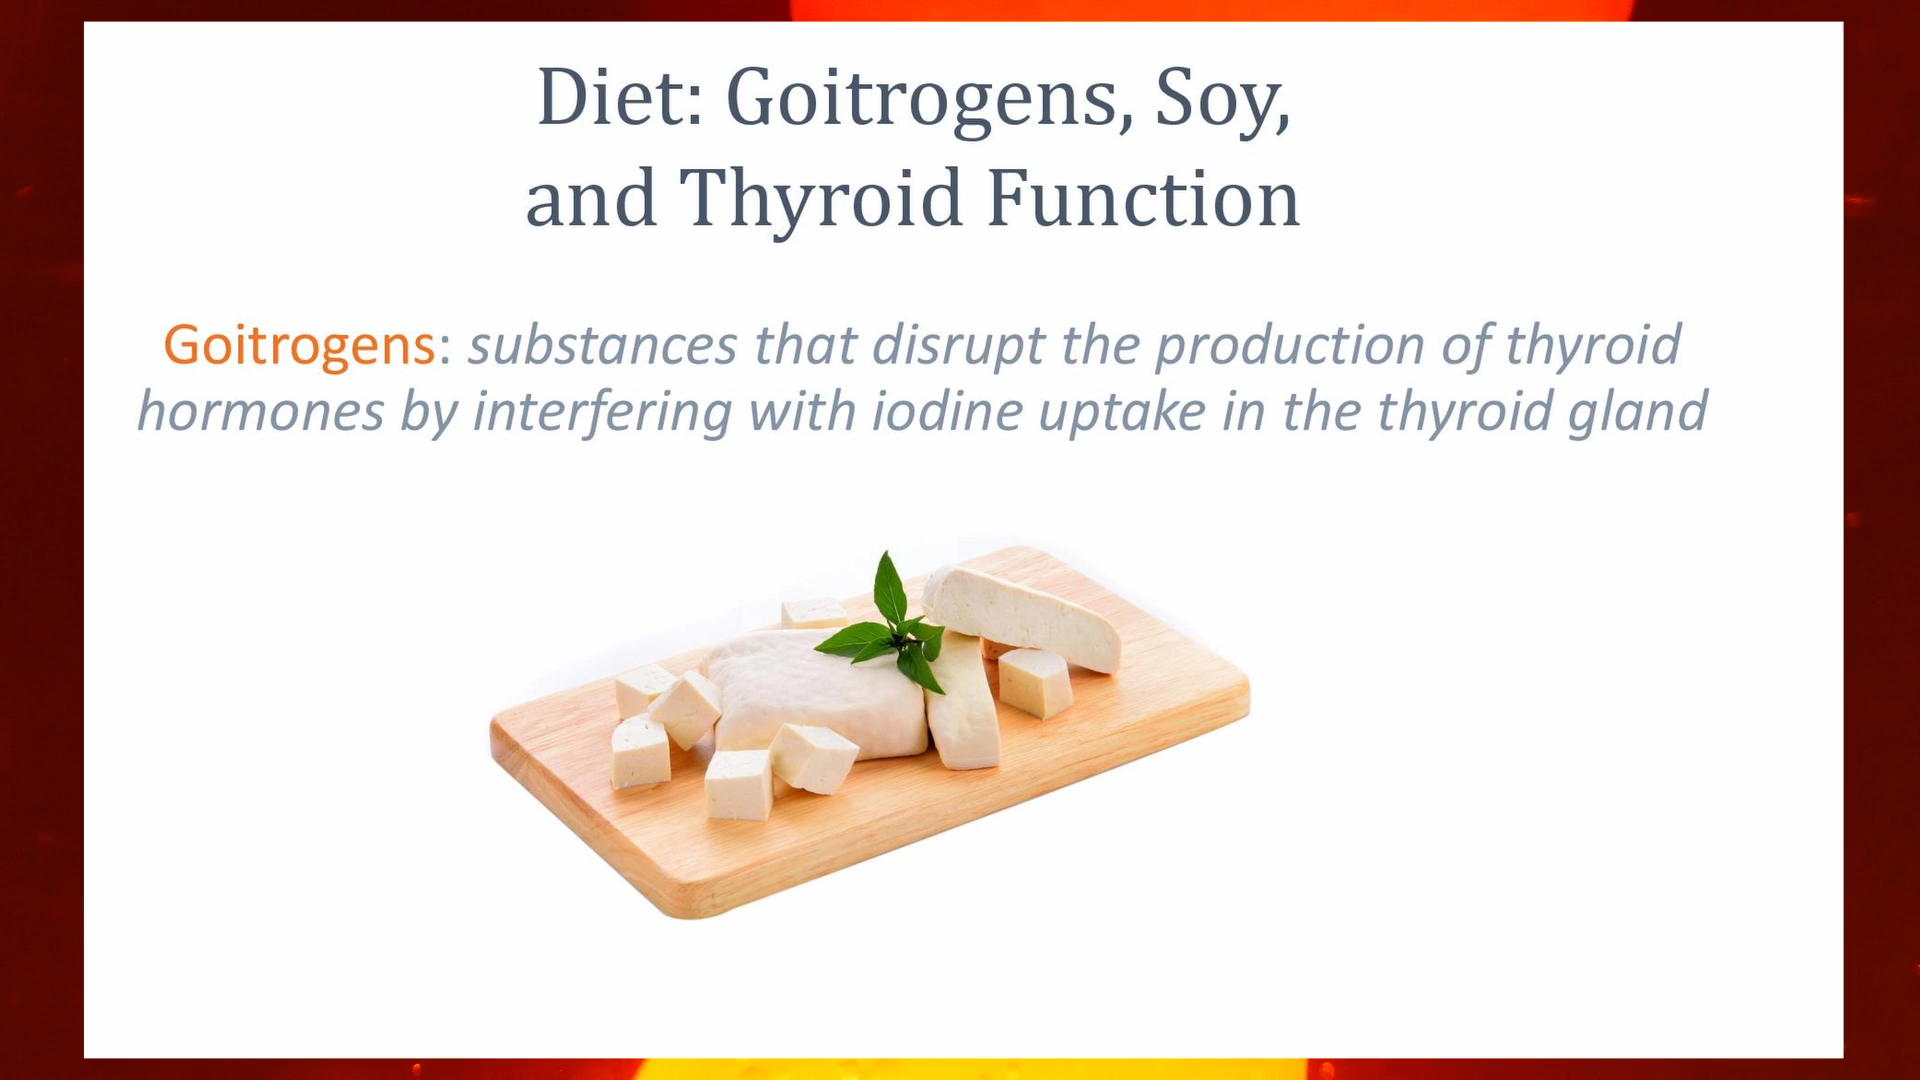 Diet: Goitrogens, Soy,
and Thyroid Function
Goitrogens: substances that disrupt the production of thyroid
hormones by interfering with iodine uptake in the thyroid gland